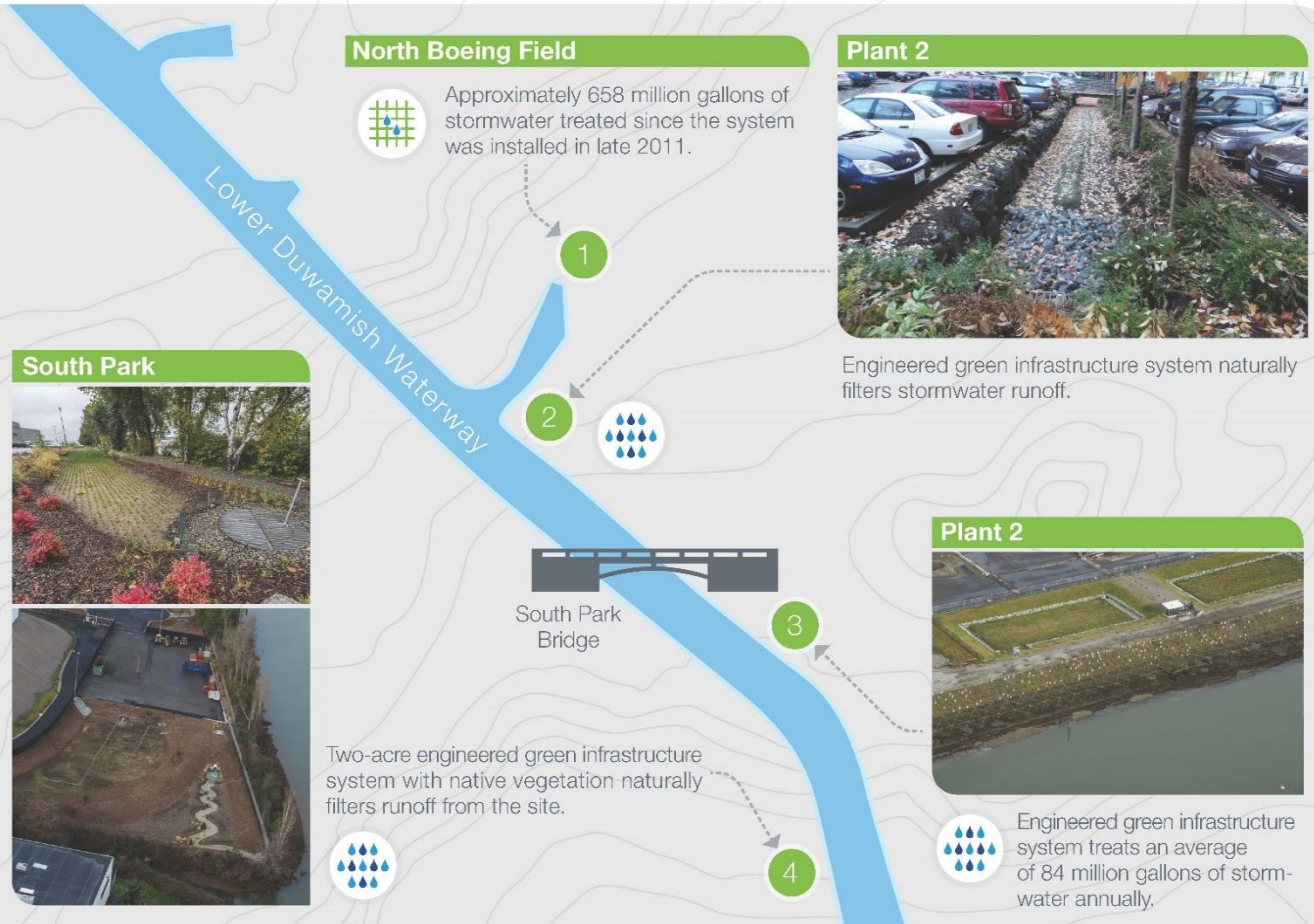 North Boeing Field
Approximately 658 million gallons of
stormwater treated since the system
was installed in late 2011.
Plant 2
Engineered green infrastructure system naturally
filters stormwater runoff.
Lower Duwamish Waterway
1
2
South Park
South Park
Bridge
3
Plant 2
Engineered green infrastructure
system treats an average
of 84 million gallons of storm-
water annually.
Two-acre engineered green infrastructure
system with native vegetation naturally
filters runoff from the site.
4